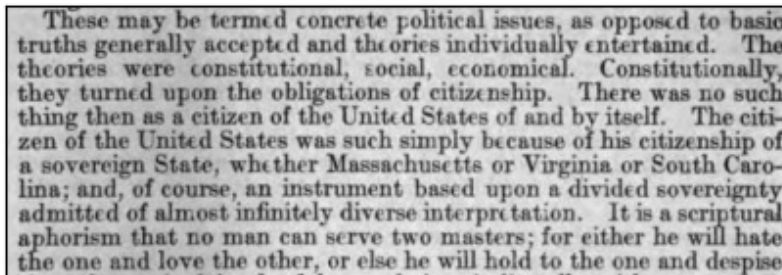 These may be termed concrete political issues, as opposed to basic
truths generally accepted and theories individually entertained. The
theories were constitutional, social, economical. Constitutionally,
they turned upon the obligations of citizenship. There was no such
thing then as a citizen of the United States of and by itself. The citi-
zen of the United States was such simply because of his citizenship of
a sovereign State, whether Massachusetts or Virginia or South Caro-
lina; and, of course, an instrument based upon a divided sovereignty
admitted of almost infinitely diverse interpretation. It is a scriptural
aphorism that no man can serve two masters; for either he will hate
the one and love the other, or else he will hold to the one and despise